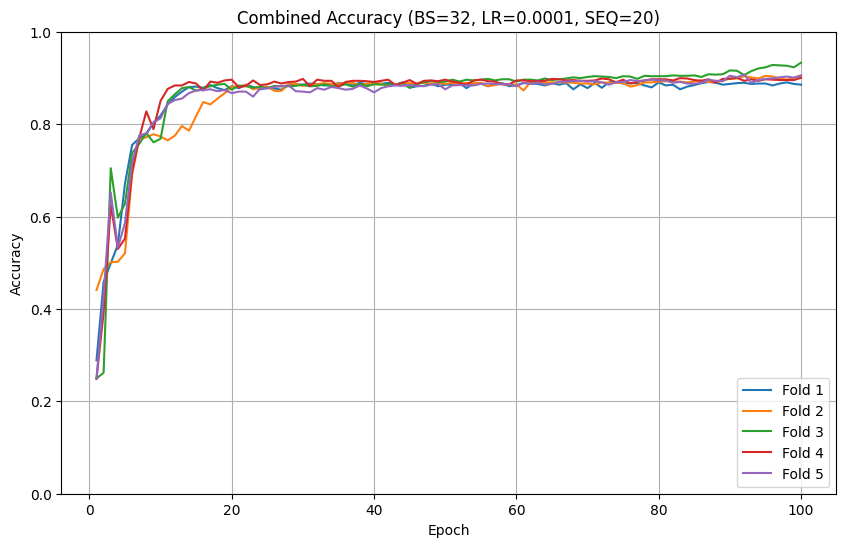 Combined Accuracy (BS=32, LR=0.0001, SEQ=20)
1.0
0.8
0.6
0.4
0.2
0.0
Accuracy
0 20 40 60 80 100
Epoch
Fold 1
Fold 2
Fold 3
Fold 4
Fold 5